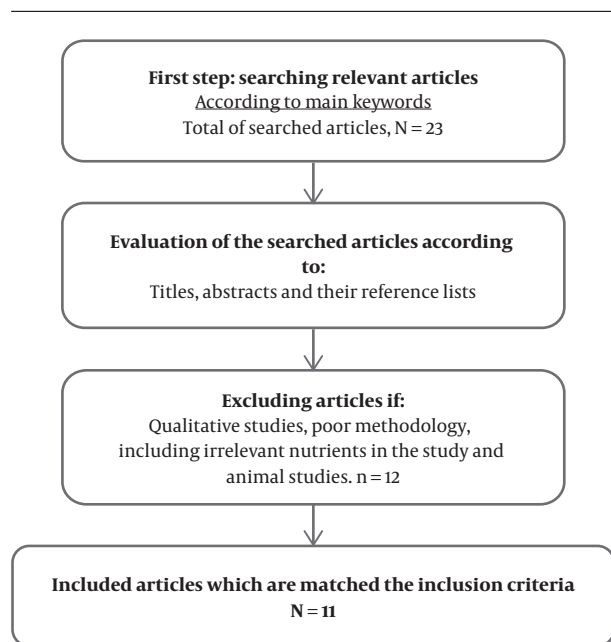 First step: searching relevant articles
According to main keywords
Total of searched articles, N = 23
Evaluation of the searched articles according
to:
Titles, abstracts and their reference lists
Excluding articles if:
Qualitative studies, poor methodology,
including irrelevant nutrients in the study and
animal studies. n = 12
Included articles which are matched the inclusion criteria
N = 11